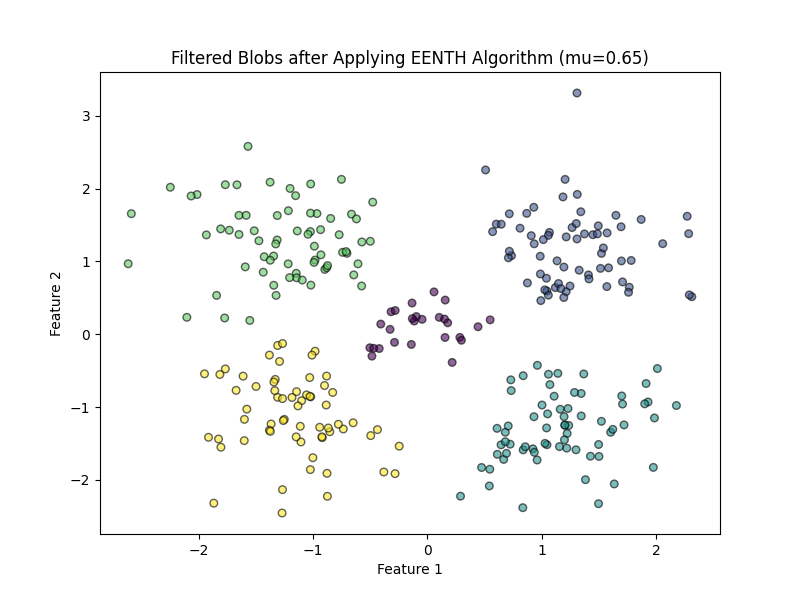 Filtered Blobs after Applying EENTH Algorithm (mu=0.65)
Feature 2
3
2
1
0
−1
−2
−2 −1 0 1 2
Feature 1